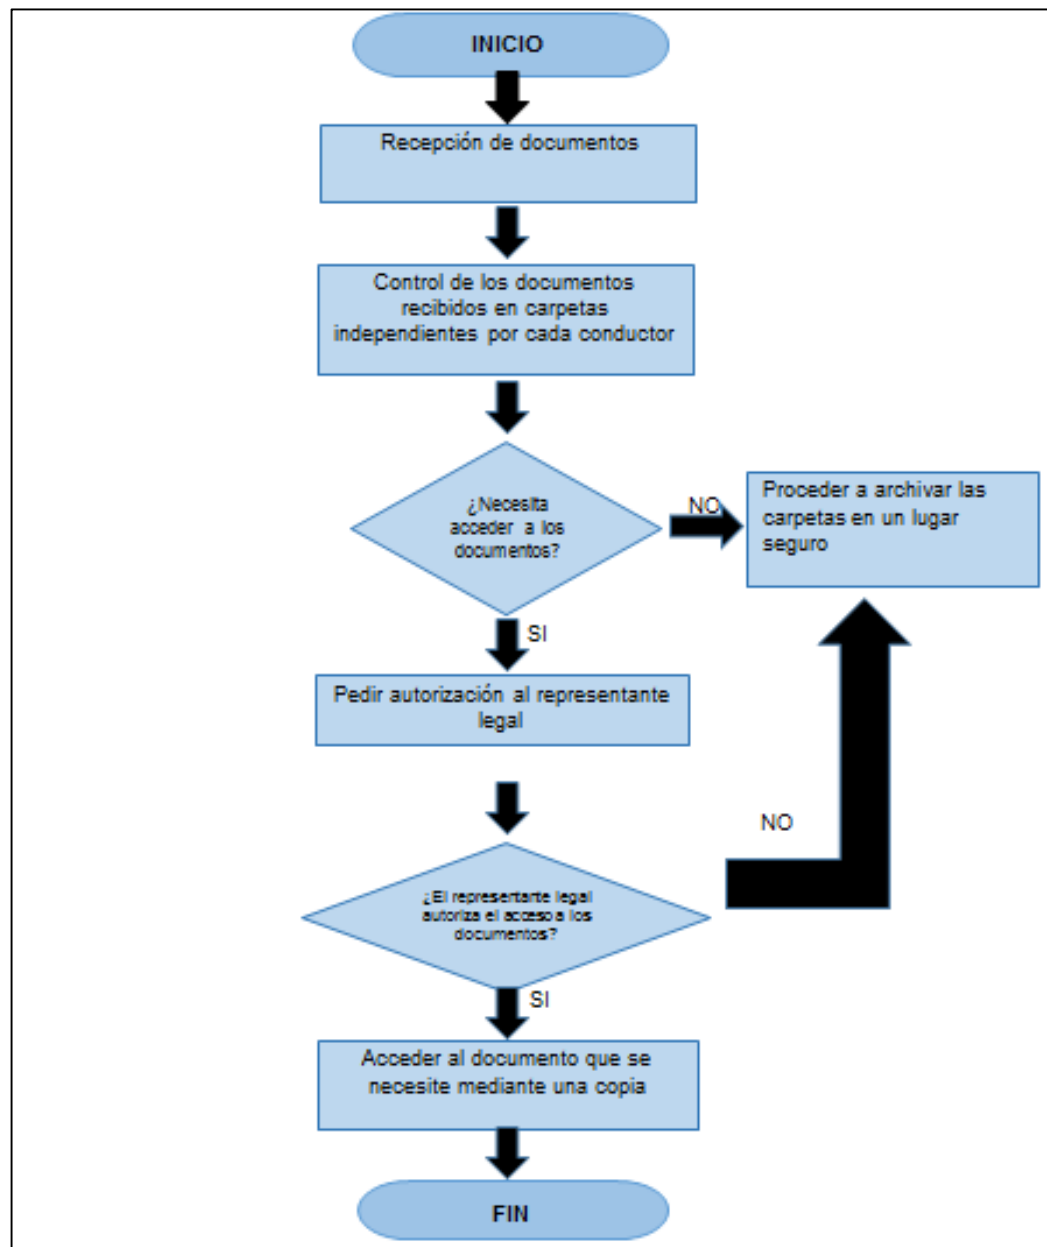 INICIO
Recepción de documentos
Control de los documentos
recibidos en carpetas
independientes por cada conductor
¿Necesita
acceder a los
documentos?
NO
Proceder a archivar las
carpetas en un lugar
seguro
SI
Pedir autorización al representante
legal
NO
¿El representante legal
autoriza el acceso a los
documentos?
SI
Acceder al documento que se
necesite mediante una copia
FIN